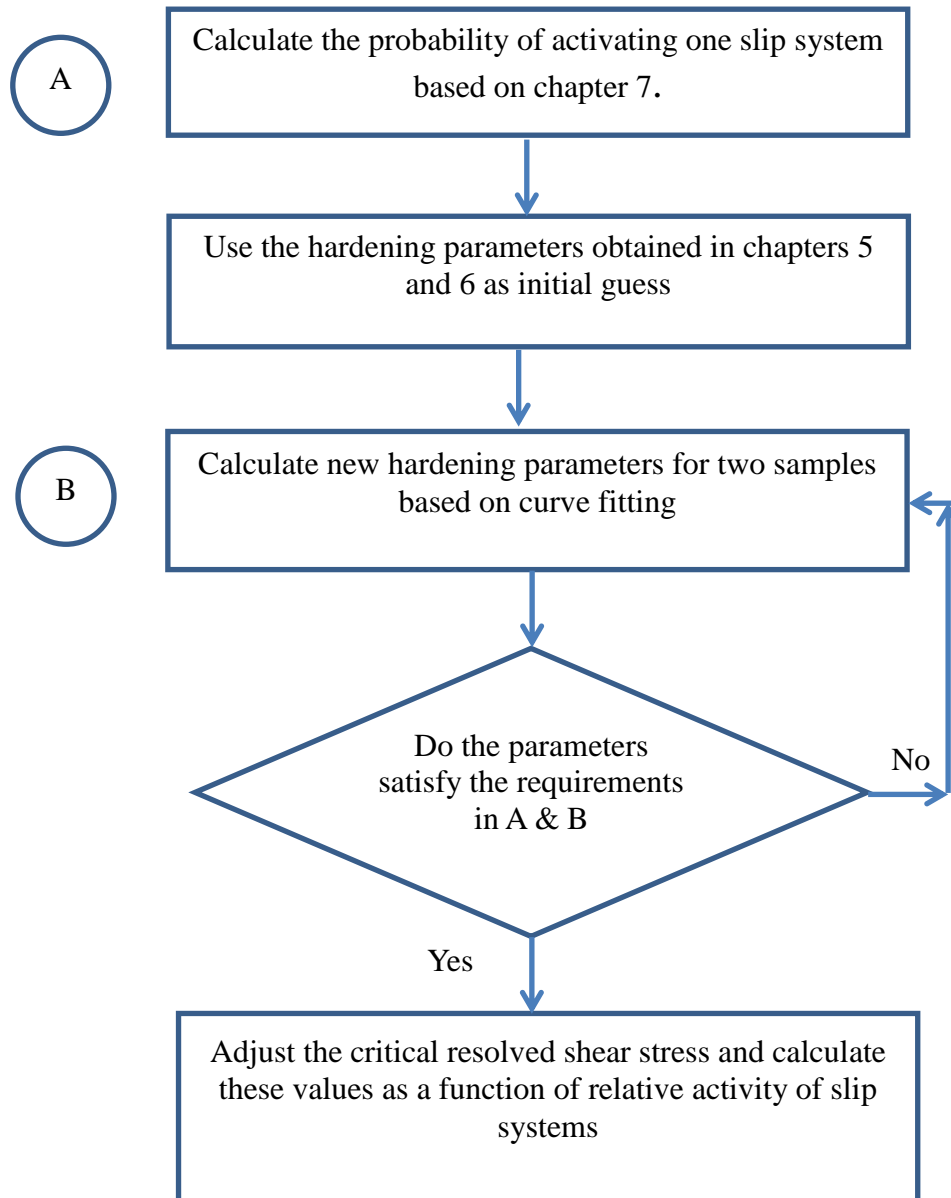 A
Calculate the probability of activating one slip system
based on chapter 7.
Use the hardening parameters obtained in chapters 5
and 6 as initial guess
B
Calculate new hardening parameters for two samples
based on curve fitting
Do the parameters
satisfy the requirements
in A & B
No
Yes
Adjust the critical resolved shear stress and calculate
these values as a function of relative activity of slip
systems